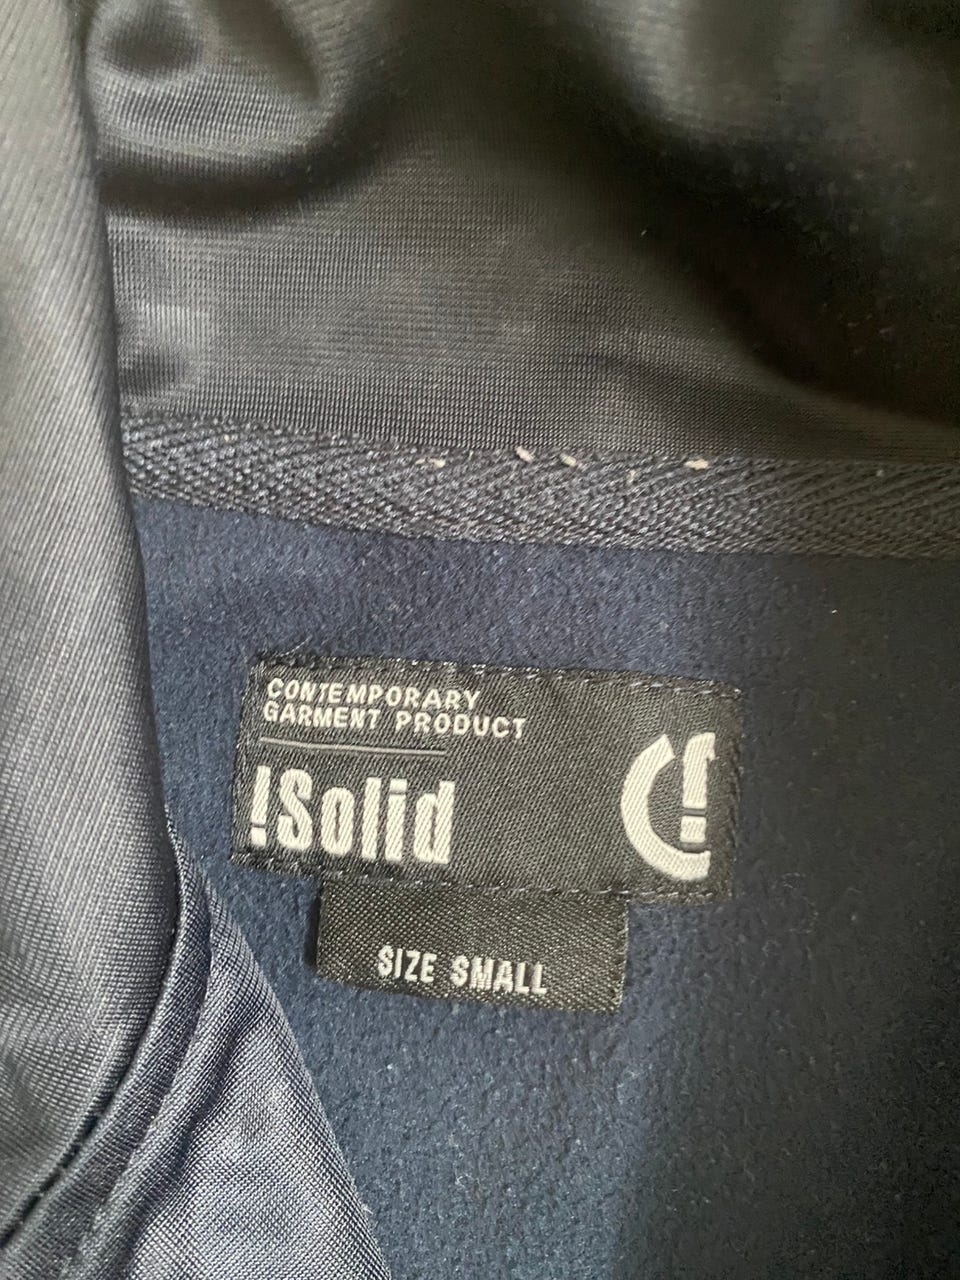 CONTEMPORARY
GARMENT PRODUCT
!Solid
SIZE SMALL